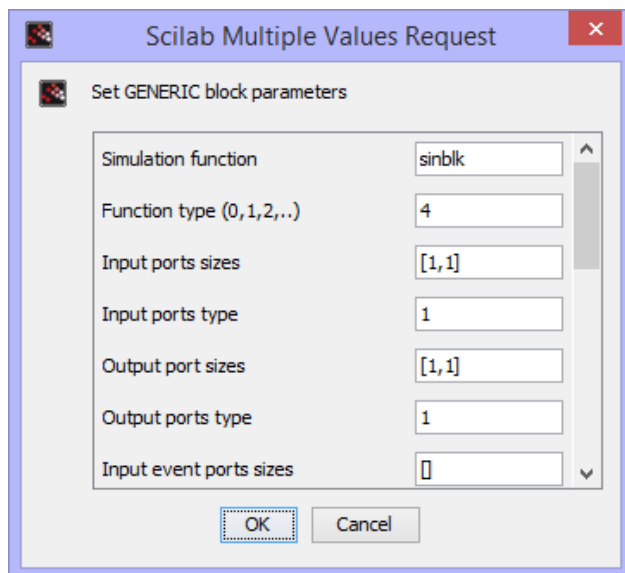 Scilab Multiple Values Request
Set GENERIC block parameters
Simulation function sinblk
Function type (0,1,2,..) 4
Input ports sizes [1,1]
Input ports type 1
Output port sizes [1,1]
Output ports type 1
Input event ports sizes []
OK Cancel